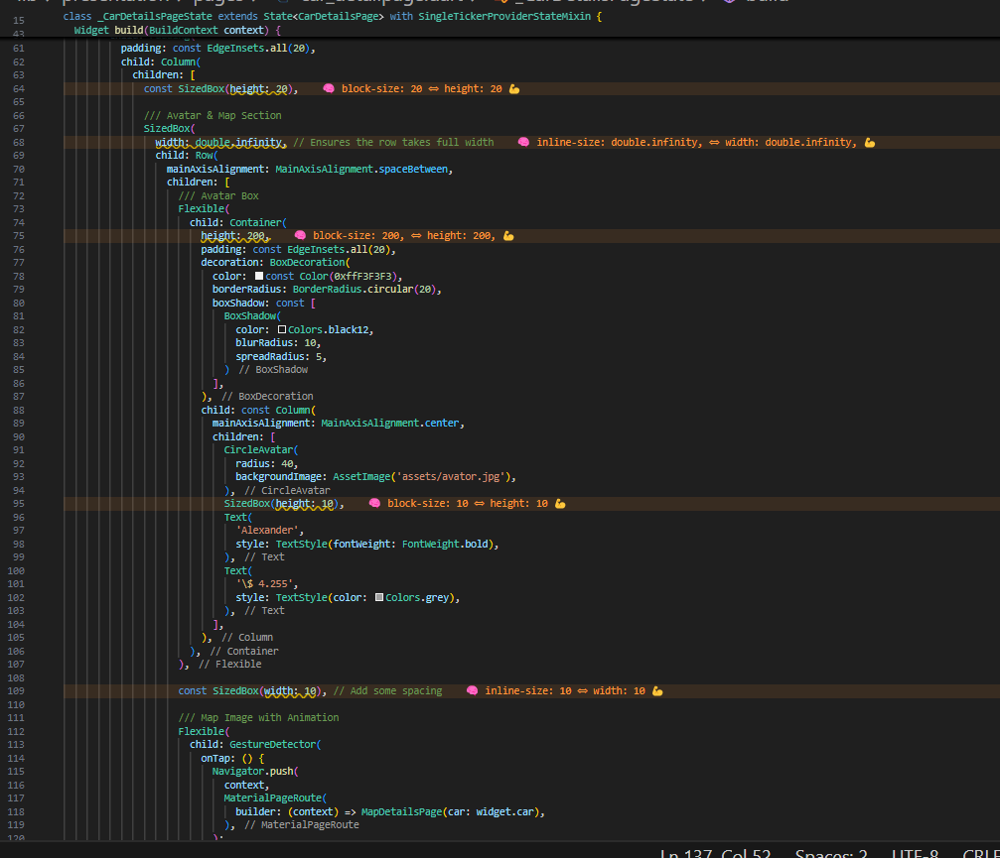 15 class _CarDetailsPageState extends State<CarDetailsPage> with SingleTickerProviderStateMixin {
43 Widget build(BuildContext context) {
61 padding: const EdgeInsets.all(20),
62 child: Column(
63 children: [
64 const SizedBox(height: 20), 🧠 block-size: 20 ⇔ height: 20 💪
65
66 /// Avatar & Map Section
67 SizedBox(
68 width: double.infinity, // Ensures the row takes full width 🧠 inline-size: double.infinity, ⇔ width: double.infinity, 💪
69 child: Row(
70 mainAxisAlignment: MainAxisAlignment.spaceBetween,
71 children: [
72 /// Avatar Box
73 Flexible(
74 child: Container(
75 height: 200, 🧠 block-size: 200, ⇔ height: 200, 💪
76 padding: const EdgeInsets.all(20),
77 decoration: BoxDecoration(
78 color: const Color(0xffF3F3F3),
79 borderRadius: BorderRadius.circular(20),
80 boxShadow: const [
81 BoxShadow(
82 color: Colors.black12,
83 blurRadius: 10,
84 spreadRadius: 5,
85 ) // BoxShadow
86 ],
87 ), // BoxDecoration
88 child: const Column(
89 mainAxisAlignment: MainAxisAlignment.center,
90 children: [
91 CircleAvatar(
92 radius: 40,
93 backgroundImage: AssetImage('assets/avator.jpg'),
94 ), // CircleAvatar
95 SizedBox(height: 10), 🧠 block-size: 10 ⇔ height: 10 💪
96 Text(
97 'Alexander',
98 style: TextStyle(fontWeight: FontWeight.bold),
99 ), // Text
100 Text(
101 '\$ 4.255',
102 style: TextStyle(color: Colors.grey),
103 ), // Text
104 ],
105 ), // Column
106 ), // Container
107 ), // Flexible
108
109 const SizedBox(width: 10), // Add some spacing 🧠 inline-size: 10 ⇔ width: 10 💪
110
111 /// Map Image with Animation
112 Flexible(
113 child: GestureDetector(
114 onTap: () {
115 Navigator.push(
116 context,
117 MaterialPageRoute(
118 builder: (context) => MapDetailsPage(car: widget.car),
119 ), // MaterialPageRoute
120 );
Ln 137, Col 52 Spaces: 2 UTF-8 CRLF